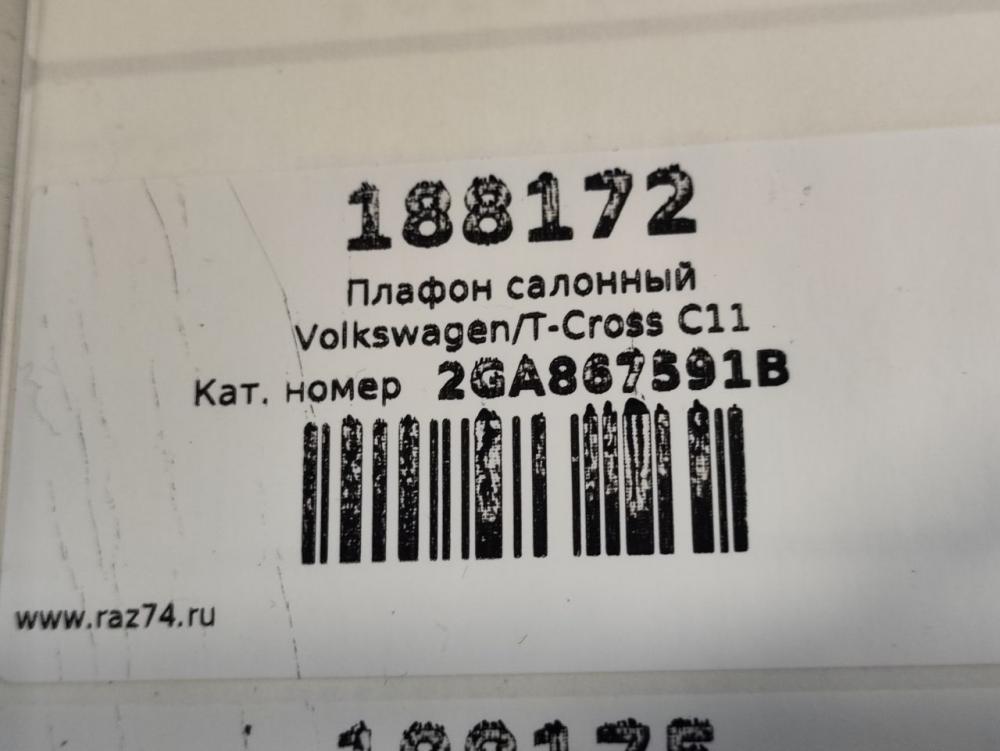 188172
Плафон салонный
Volkswagen/T-Cross C11
Кат. номер 2GA867591B
www.raz74.ru